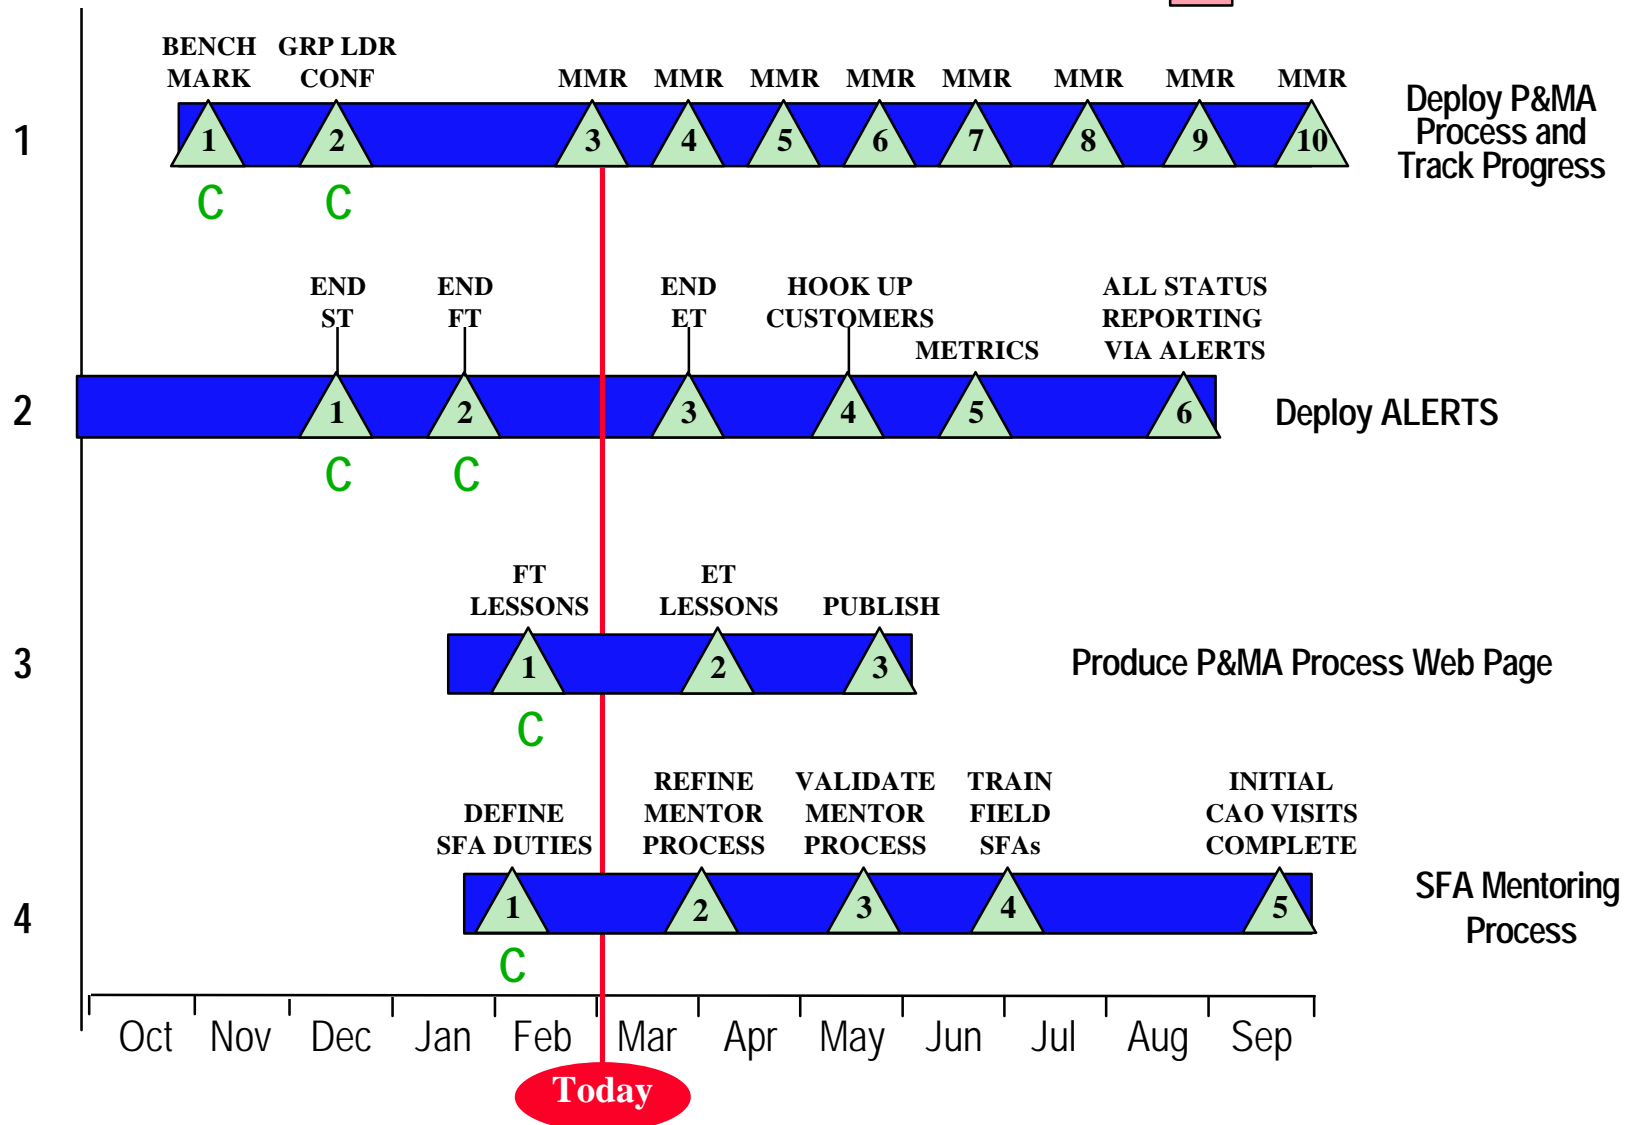 BENCH
MARK
GRP LDR
CONF
MMR
MMR
MMR
MMR
MMR
MMR
MMR
MMR
1
1
2
3
4
5
6
7
8
9
10
Deploy P&MA
Process and
Track Progress
C
C
END
ST
END
FT
END
ET
HOOK UP
CUSTOMERS
METRICS
ALL STATUS
REPORTING
VIA ALERTS
2
1
2
3
4
5
6
Deploy ALERTS
C
C
FT
LESSONS
ET
LESSONS
PUBLISH
3
1
2
3
Produce P&MA Process Web Page
C
DEFINE
SFA DUTIES
REFINE
MENTOR
PROCESS
VALIDATE
MENTOR
PROCESS
TRAIN
FIELD
SFAs
INITIAL
CAO VISITS
COMPLETE
4
1
2
3
4
5
SFA Mentoring
Process
C
Oct Nov Dec Jan Feb Mar Apr May Jun Jul Aug Sep
Today